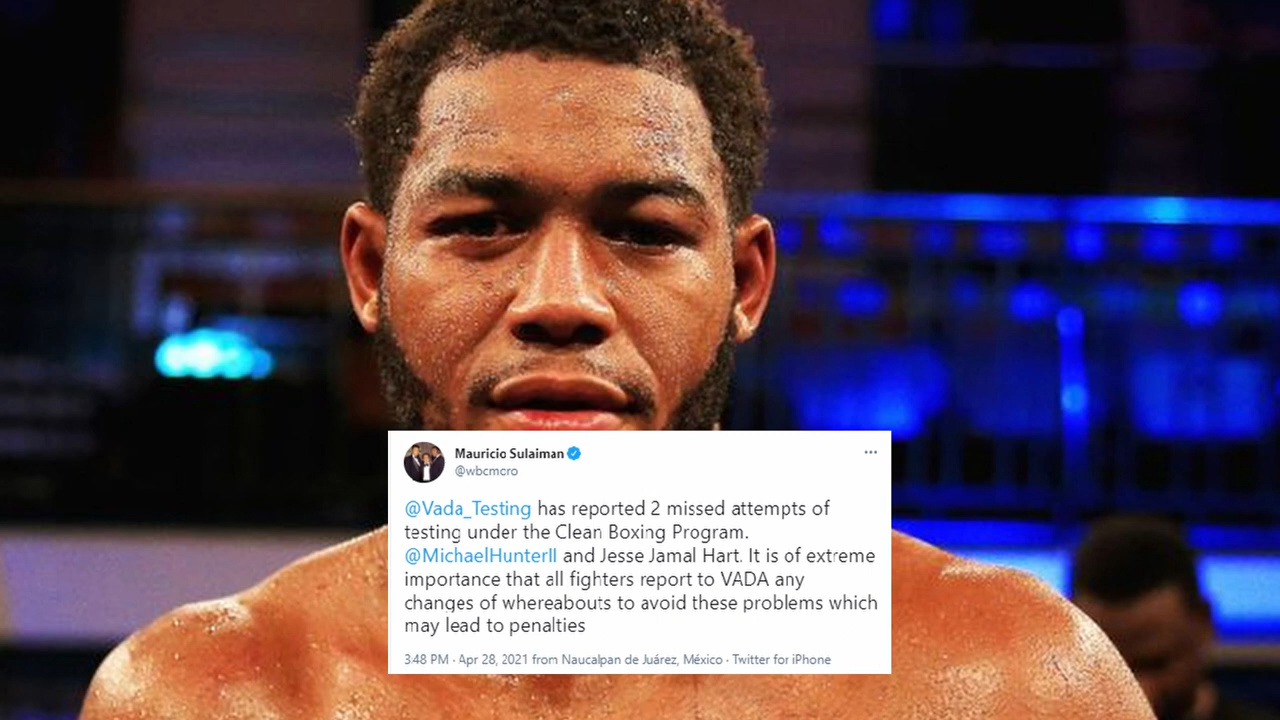 Mauricio Sulaiman
@wbcmoro
@Vada_Testing has reported 2 missed attempts of
testing under the Clean Boxing Program.
@MichaelHunterII and Jesse Jamal Hart. It is of extreme
importance that all fighters report to VADA any
changes of whereabouts to avoid these problems which
may lead to penalties
3:48 PM · Apr 28, 2021 from Naucalpan de Juárez, México · Twitter for iPhone